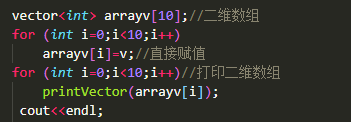 vector<int> arrayv[10];//二维数组
for (int i=0;i<10;i++)
arrayv[i]=v;//直接赋值
for (int i=0;i<10;i++)//打印二维数组
printVector(arrayv[i]);
cout<<endl;